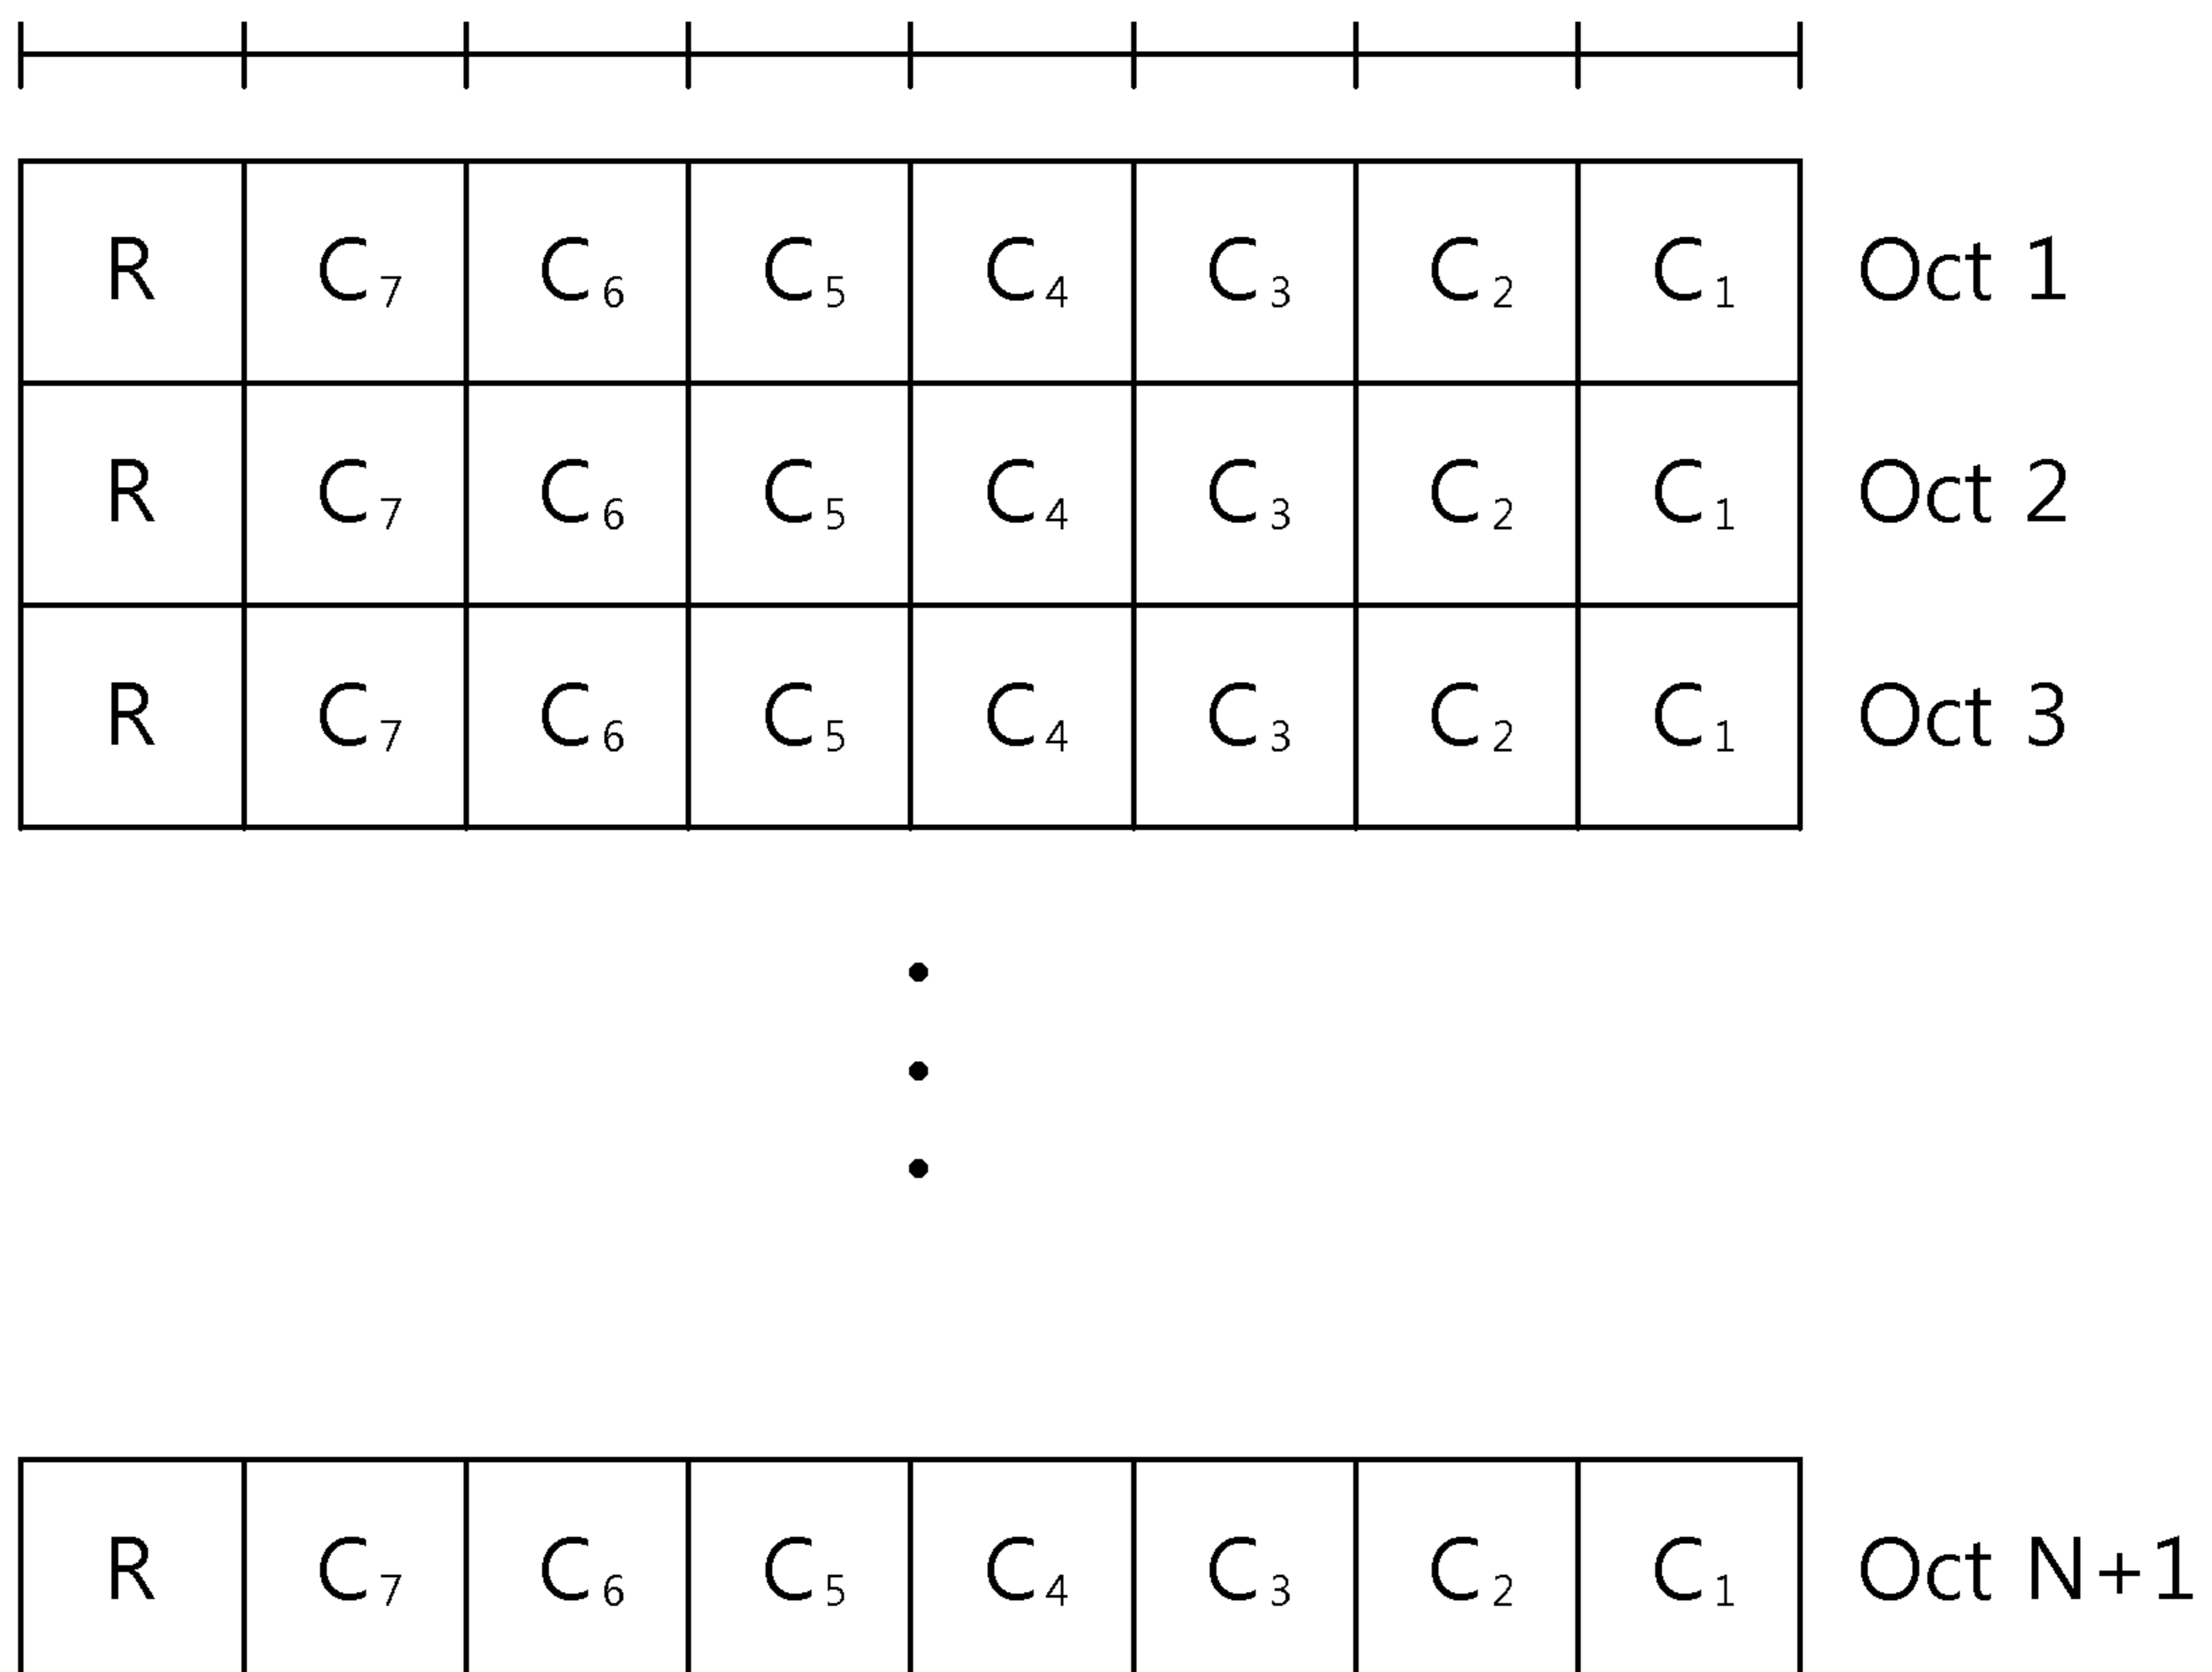 R C₇ C₆ C₅ C₄ C₃ C₂ C₁ Oct 1
R C₇ C₆ C₅ C₄ C₃ C₂ C₁ Oct 2
R C₇ C₆ C₅ C₄ C₃ C₂ C₁ Oct 3
R C₇ C₆ C₅ C₄ C₃ C₂ C₁ Oct N+1